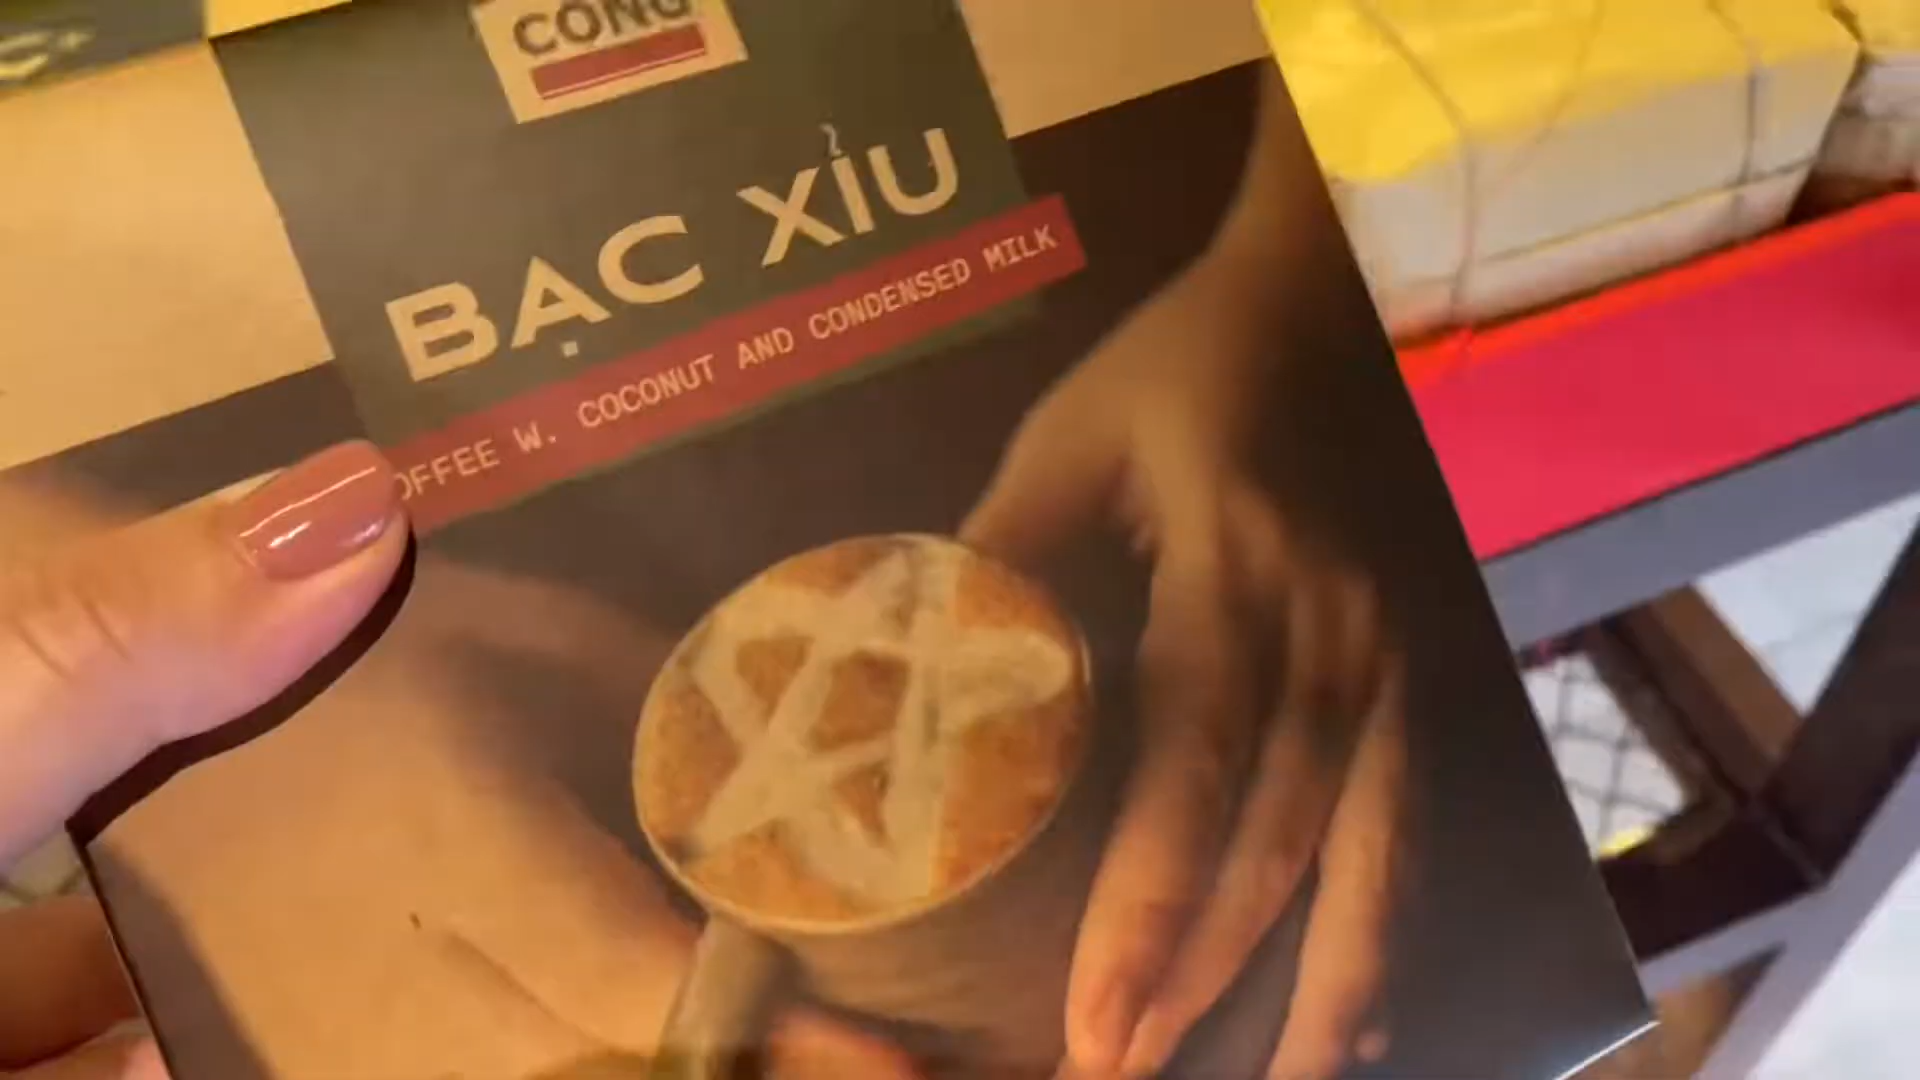 CỘNG
BẠC XỈU
OFFEE W. COCONUT AND CONDENSED MILK